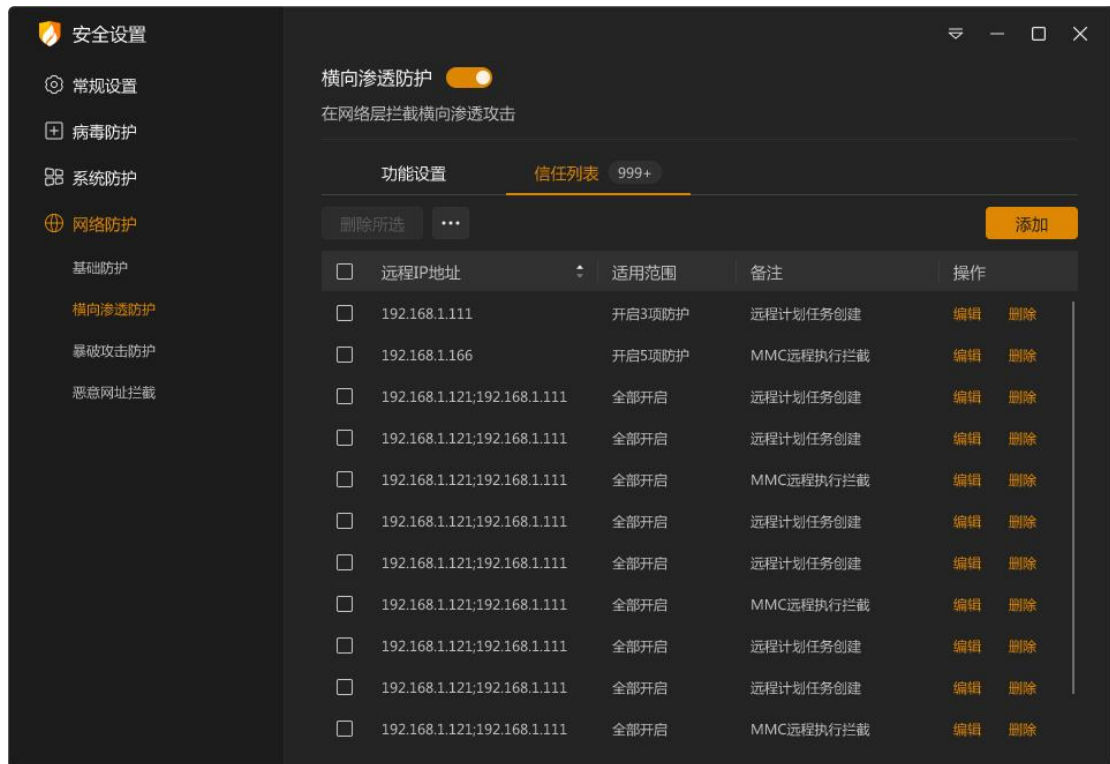 安全设置
常规设置
病毒防护
系统防护
网络防护
基础防护
横向渗透防护
暴破攻击防护
恶意网址拦截
横向渗透防护
在网络层拦截横向渗透攻击
功能设置 信任列表 999+
删除所选 ••• 添加
远程IP地址 适用范围 备注 操作
192.168.1.111 开启3项防护 远程计划任务创建 编辑 删除
192.168.1.166 开启5项防护 MMC远程执行拦截 编辑 删除
192.168.1.121;192.168.1.111 全部开启 远程计划任务创建 编辑 删除
192.168.1.121;192.168.1.111 全部开启 远程计划任务创建 编辑 删除
192.168.1.121;192.168.1.111 全部开启 MMC远程执行拦截 编辑 删除
192.168.1.121;192.168.1.111 全部开启 远程计划任务创建 编辑 删除
192.168.1.121;192.168.1.111 全部开启 远程计划任务创建 编辑 删除
192.168.1.121;192.168.1.111 全部开启 MMC远程执行拦截 编辑 删除
192.168.1.121;192.168.1.111 全部开启 远程计划任务创建 编辑 删除
192.168.1.121;192.168.1.111 全部开启 远程计划任务创建 编辑 删除
192.168.1.121;192.168.1.111 全部开启 MMC远程执行拦截 编辑 删除